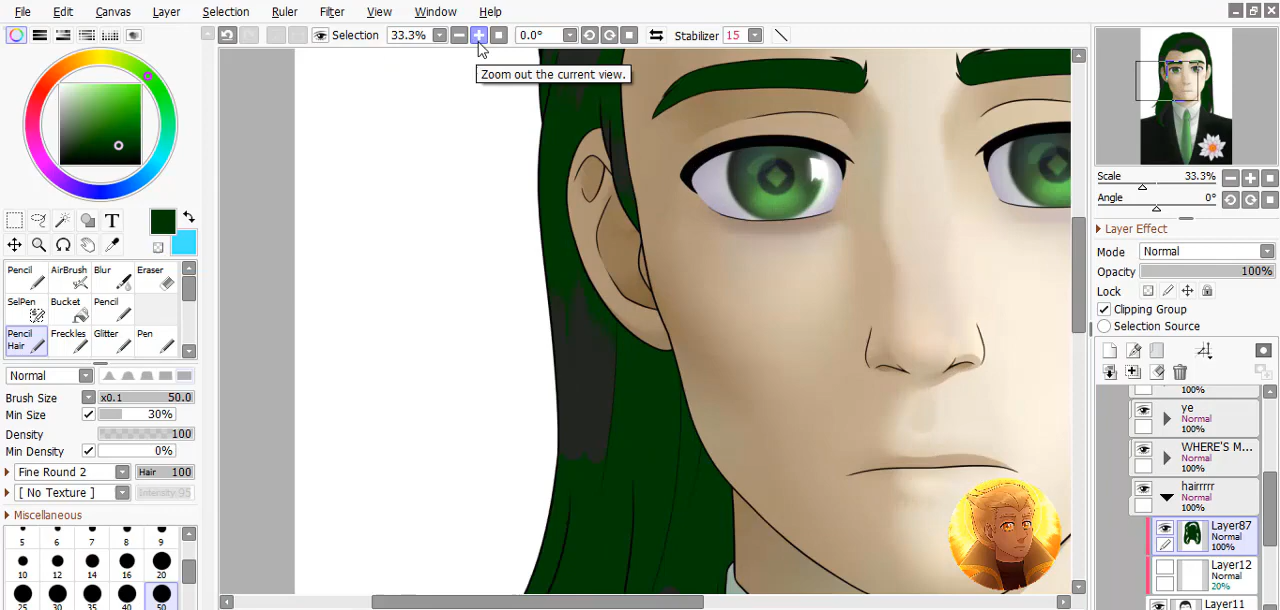 File Edit Canvas Layer Selection Ruler Filter View Window Help
Selection 33.3% 0.0° Stabilizer 15
Zoom out the current view.
T
Pencil AirBrush Blur Eraser
SelPen Bucket Pencil
Pencil Hair Freckles Glitter Pen
Normal
Brush Size x0.1 50.0
Min Size 30%
Density 100
Min Density 0%
Fine Round 2 Hair 100
[ No Texture ] Intensity 95
Miscellaneous
5 6 7 8 9
10 12 14 16 20
25 30 35 40 50
Scale 33.3%
Angle 0°
Layer Effect
Mode Normal
Opacity 100%
Lock
Clipping Group
Selection Source
100%
ye
Normal
100%
WHERE'S M...
Normal
100%
hairrrrr
Normal
100%
Layer87
Normal
100%
Layer12
Normal
20%
Layer11